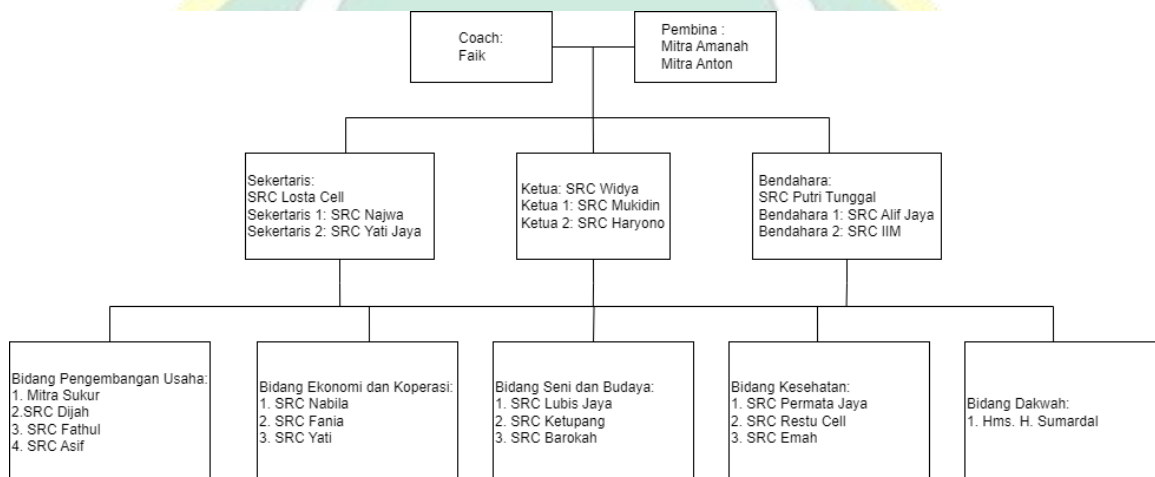 Coach:
Faik
Pembina :
Mitra Amanah
Mitra Anton
Sekertaris:
SRC Losta Cell
Sekertaris 1: SRC Najwa
Sekertaris 2: SRC Yati Jaya
Ketua: SRC Widya
Ketua 1: SRC Mukidin
Ketua 2: SRC Haryono
Bendahara:
SRC Putri Tunggal
Bendahara 1: SRC Alif Jaya
Bendahara 2: SRC IIM
Bidang Pengembangan Usaha:
1. Mitra Sukur
2.SRC Dijah
3. SRC Fathul
4. SRC Asif
Bidang Ekonomi dan Koperasi:
1. SRC Nabila
2. SRC Fania
3. SRC Yati
Bidang Seni dan Budaya:
1. SRC Lubis Jaya
2. SRC Ketupang
3. SRC Barokah
Bidang Kesehatan:
1. SRC Permata Jaya
2. SRC Restu Cell
3. SRC Emah
Bidang Dakwah:
1. Hms. H. Sumardal